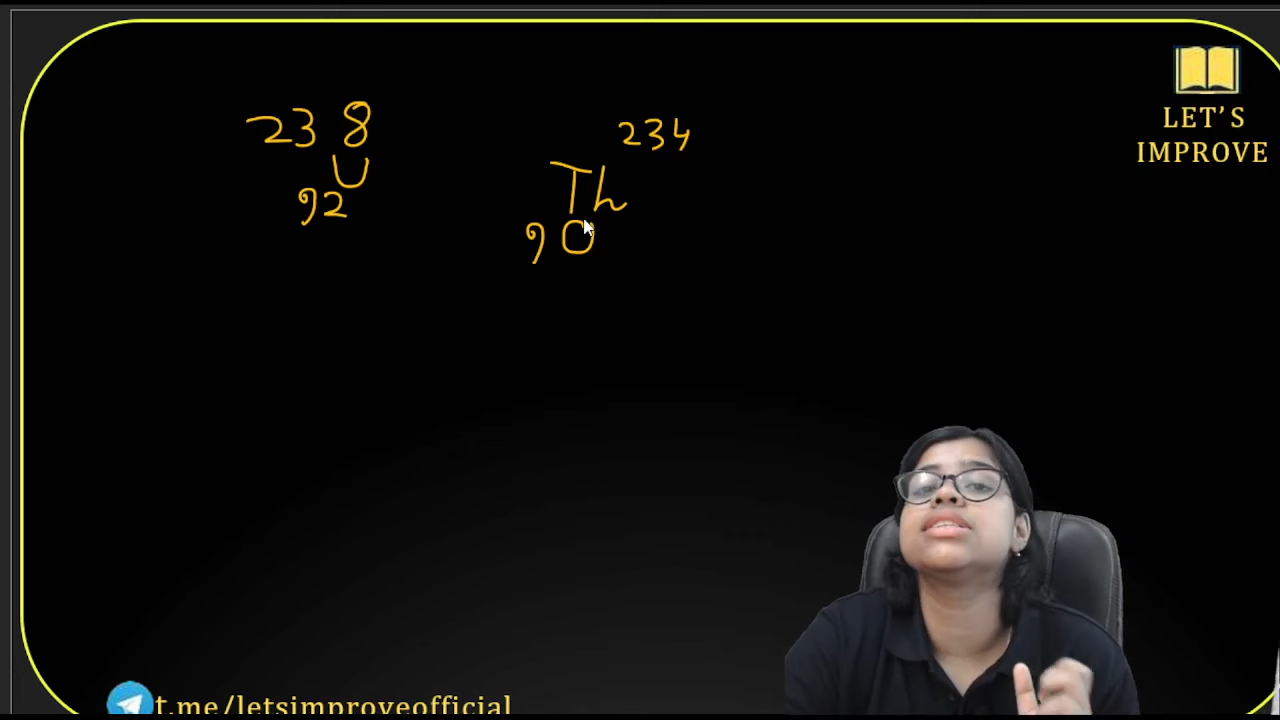 238
U
92
234
Th
90
LET'S
IMPROVE
t.me/letsimproveofficial